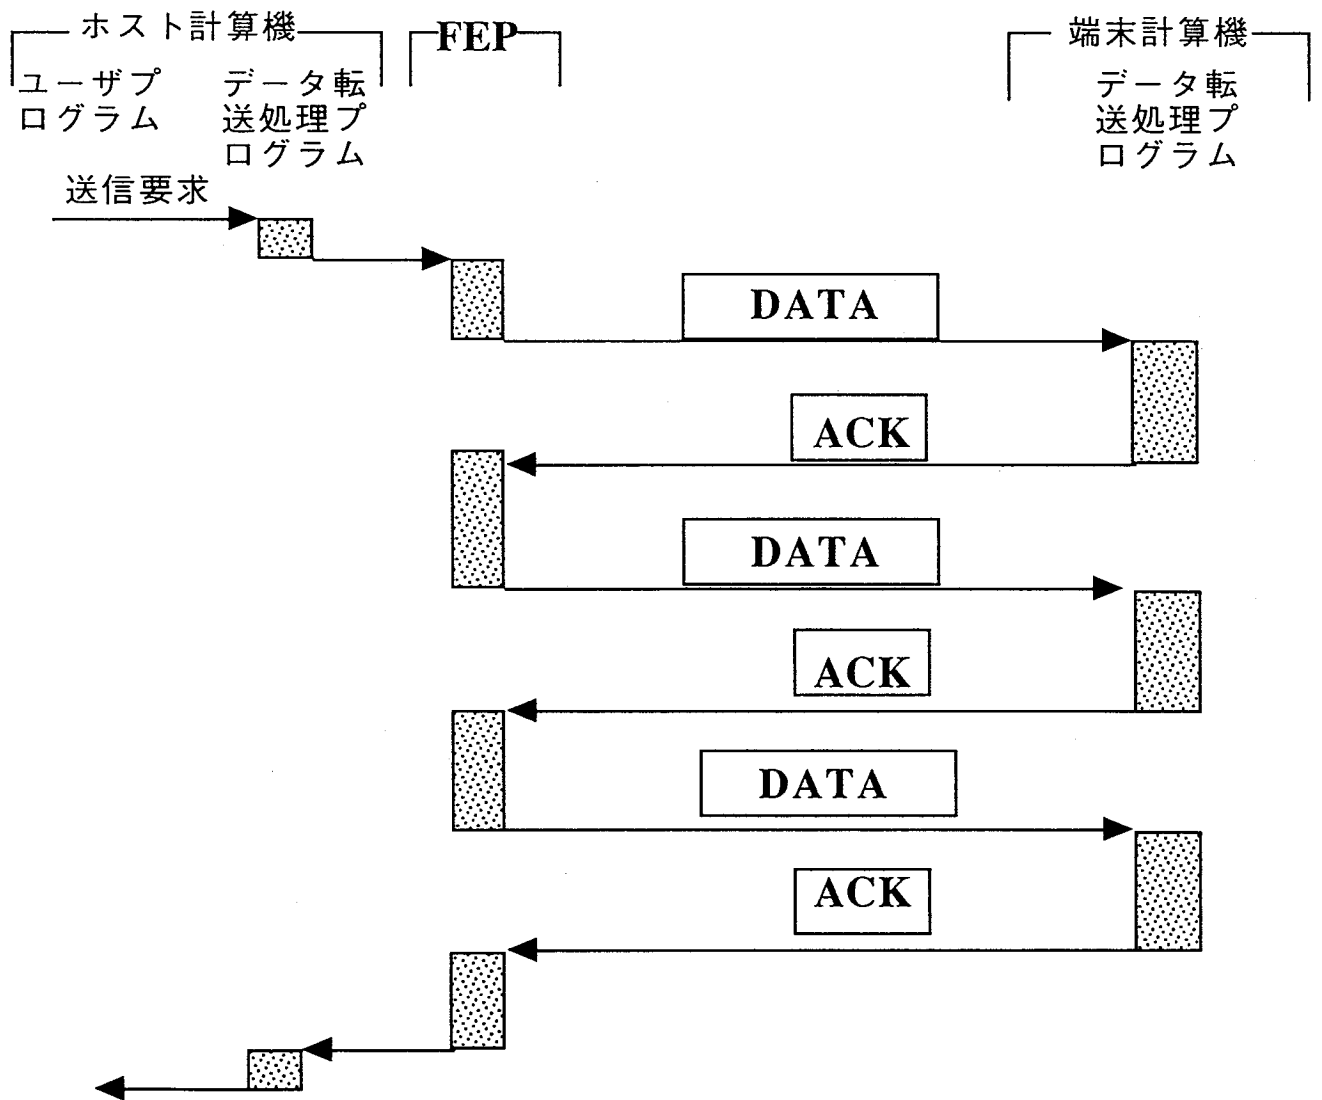 ホスト計算機
FEP
端末計算機
ユーザプ
ログラム
データ転
送処理プ
ログラム
データ転
送処理プ
ログラム
送信要求
DATA
ACK
DATA
ACK
DATA
ACK